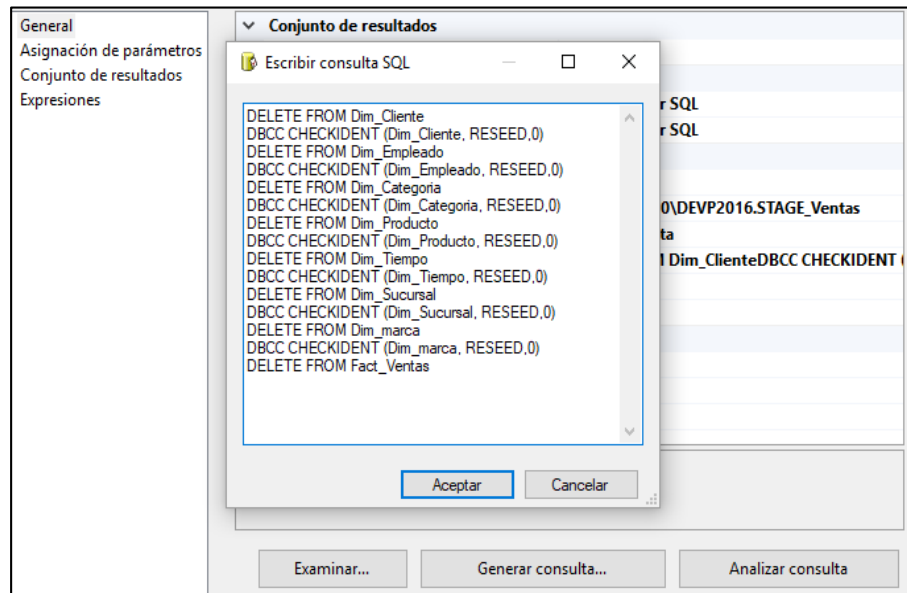 General
Asignación de parámetros
Conjunto de resultados
Expresiones
Conjunto de resultados
Escribir consulta SQL
DELETE FROM Dim_Cliente
DBCC CHECKIDENT (Dim_Cliente, RESEED,0)
DELETE FROM Dim_Empleado
DBCC CHECKIDENT (Dim_Empleado, RESEED,0)
DELETE FROM Dim_Categoria
DBCC CHECKIDENT (Dim_Categoria, RESEED,0)
DELETE FROM Dim_Producto
DBCC CHECKIDENT (Dim_Producto, RESEED,0)
DELETE FROM Dim_Tiempo
DBCC CHECKIDENT (Dim_Tiempo, RESEED,0)
DELETE FROM Dim_Sucursal
DBCC CHECKIDENT (Dim_Sucursal, RESEED,0)
DELETE FROM Dim_marca
DBCC CHECKIDENT (Dim_marca, RESEED,0)
DELETE FROM Fact_Ventas
Aceptar Cancelar
r SQL
r SQL
0\DEVP2016.STAGE_Ventas
ta
Dim_ClienteDBCC CHECKIDENT (
Examinar... Generar consulta... Analizar consulta